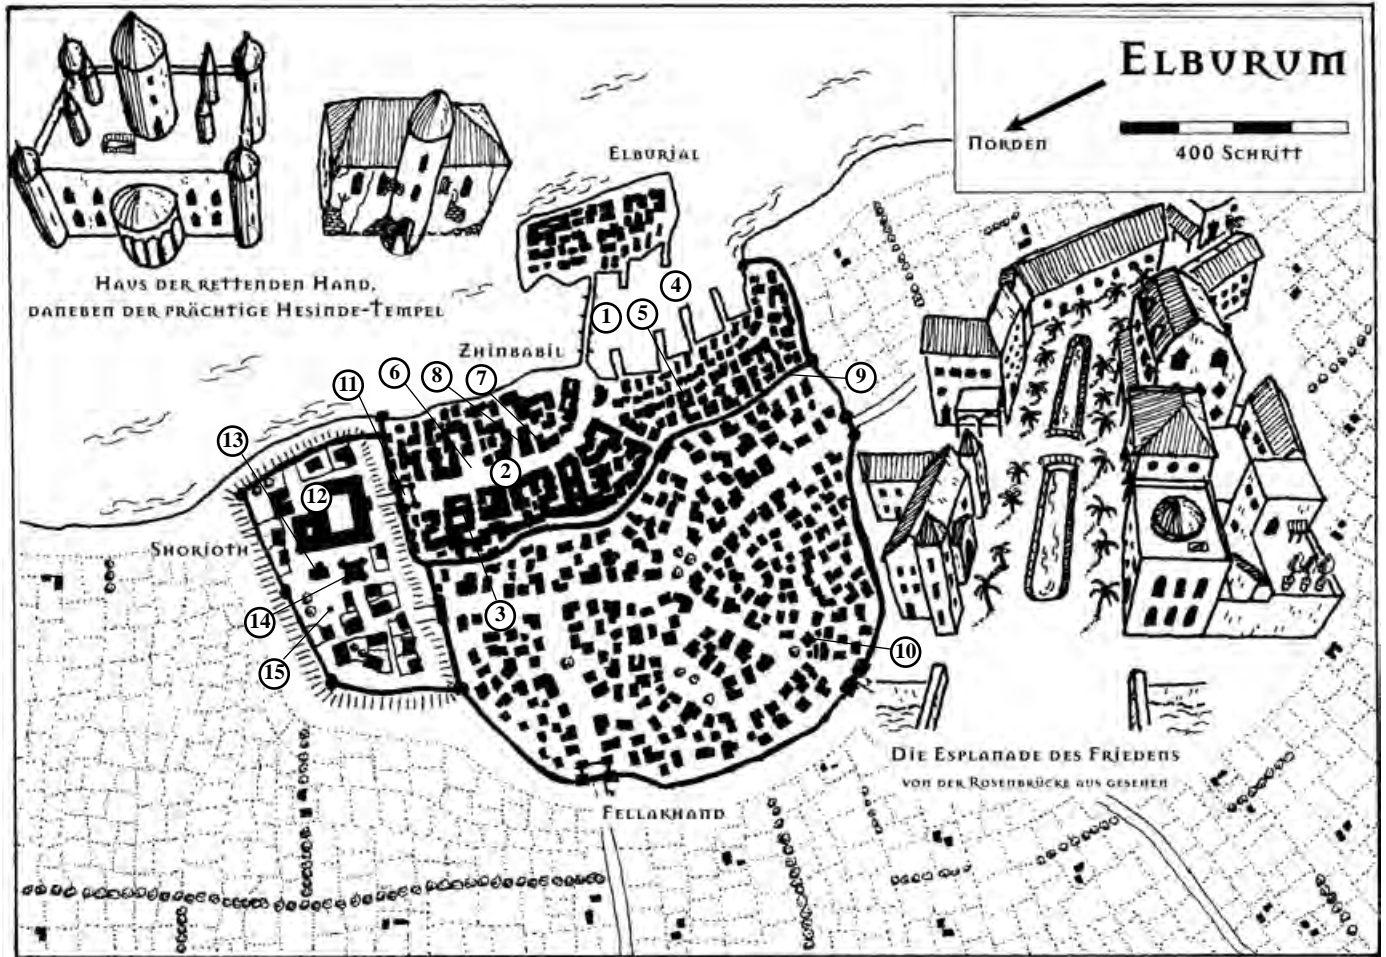 ELBURUM
NORDEN
400 SCHRITT
ELBURJAL
HAUS DER RETTENDEN HAND,
DANEBEN DER PRÄCHTIGE HESINDE-TEMPEL
ZHINBABIL
SHORIOTH
FELLAKHAND
DIE ESPLANADE DES FRIEDENS
VON DER ROSENBRÜCKE AUS GESEHEN
1
4
5
6
8
7
9
11
13
2
12
3
14
10
15